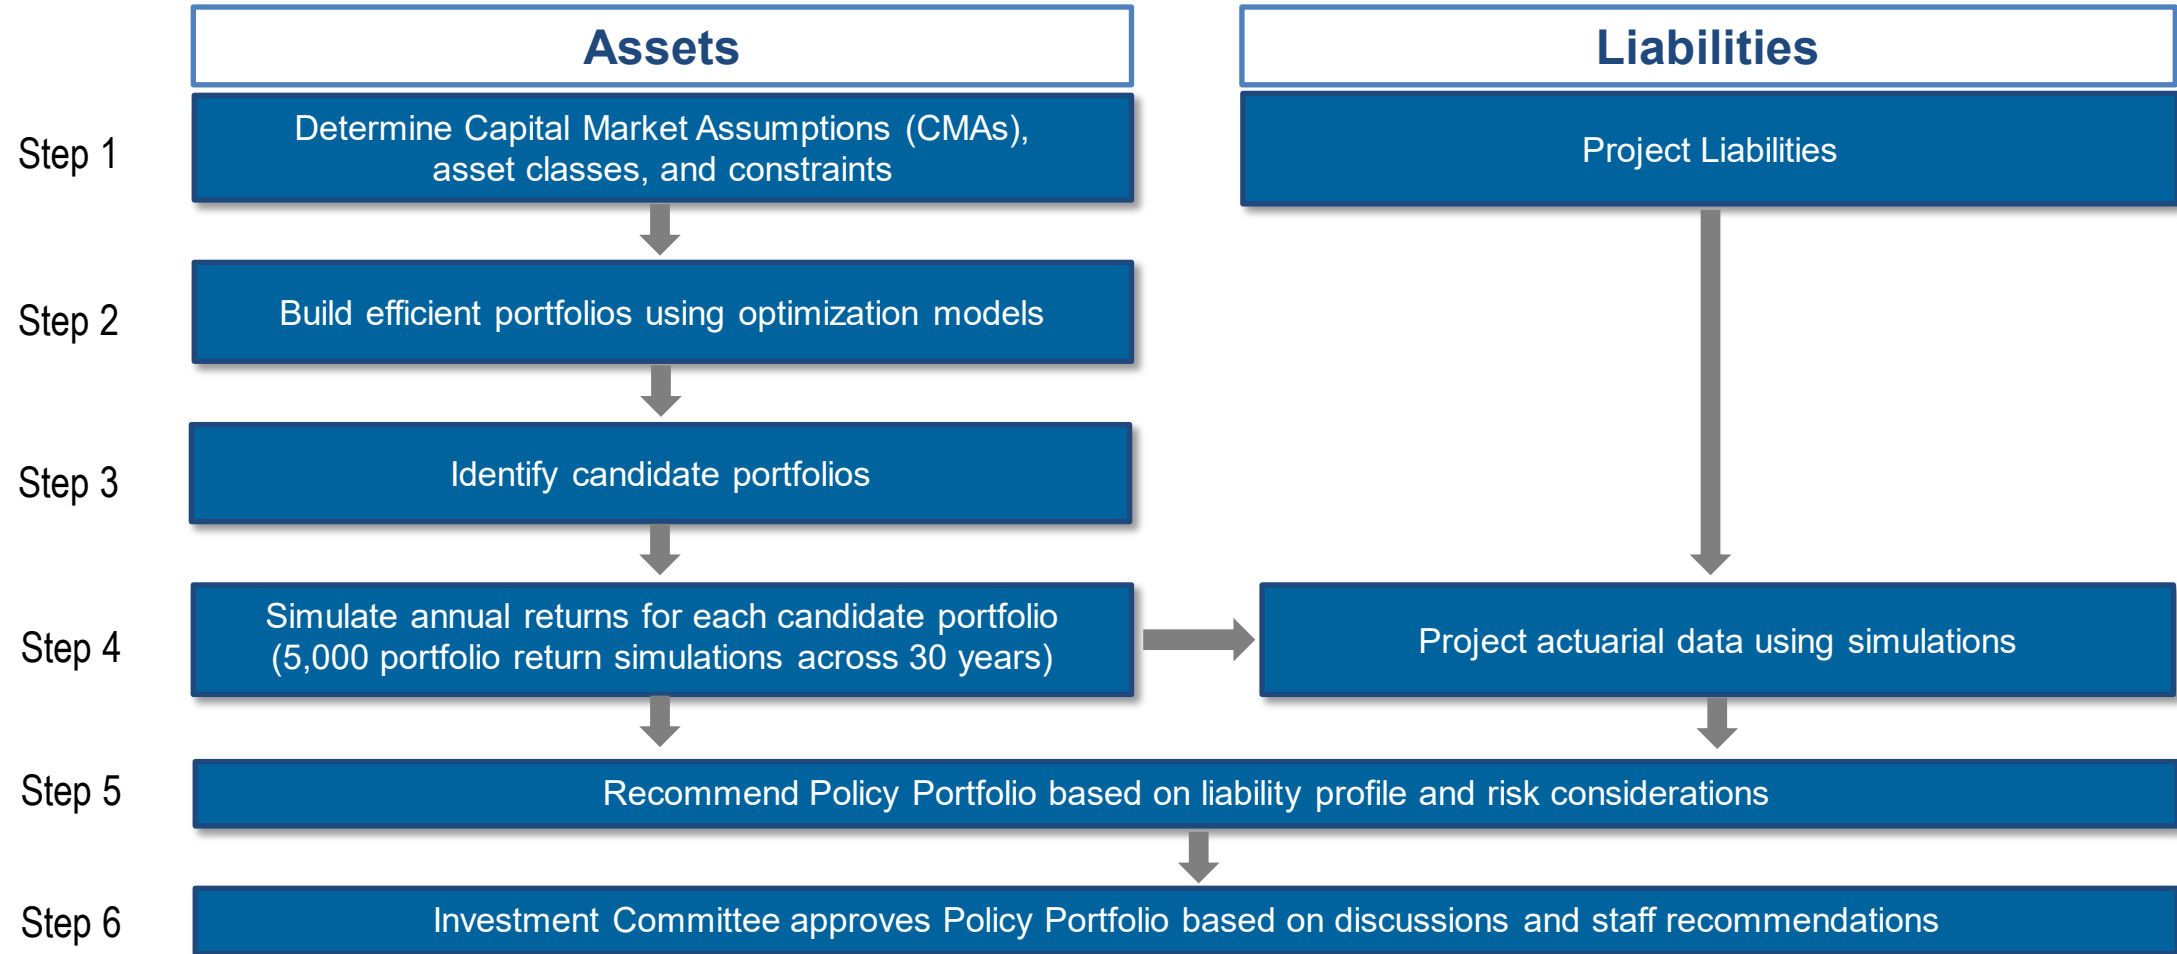 Assets
Liabilities
Step 1
Determine Capital Market Assumptions (CMAs),
asset classes, and constraints
Project Liabilities
Step 2
Build efficient portfolios using optimization models
Step 3
Identify candidate portfolios
Step 4
Simulate annual returns for each candidate portfolio
(5,000 portfolio return simulations across 30 years)
Project actuarial data using simulations
Step 5
Recommend Policy Portfolio based on liability profile and risk considerations
Step 6
Investment Committee approves Policy Portfolio based on discussions and staff recommendations